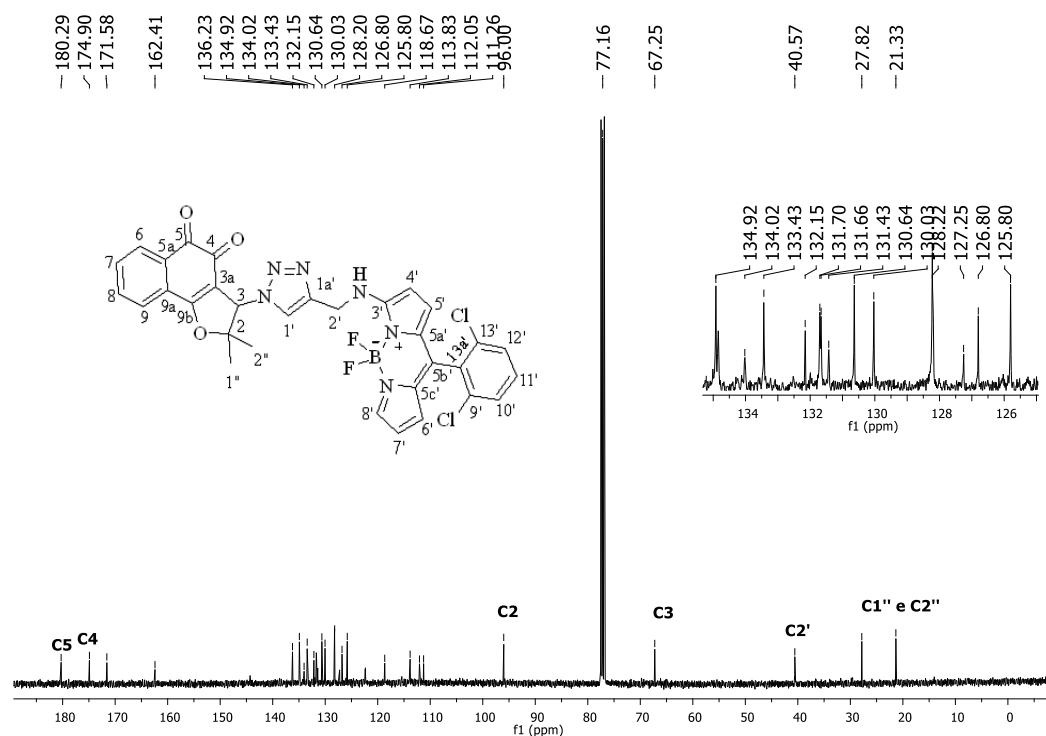 180.29 174.90 171.58 162.41 136.23 134.92 134.02 133.43 132.15 130.64 130.03 128.20 126.80 125.80 118.67 113.83 112.05 111.26 96.00 77.16 67.25 40.57 27.82 21.33
134.92 134.02 133.43 132.15 131.70 131.66 131.43 130.64 130.03 128.22 127.25 126.80 125.80
O
O
6
5
5a
4
7
8
9
9a
9b
3a
3
2
O
1''
2''
N
N=N
1'
1a'
2'
H
N
3'
4'
5'
5a'
N
+
F
F
B
-
N
5b'
5c'
6'
7'
8'
Cl
13'
13a'
12'
11'
10'
9'
Cl
134 132 130 128 126 124
f1 (ppm)
C5
C4
C2
C3
C2'
C1'' e C2''
180 170 160 150 140 130 120 110 100 90 80 70 60 50 40 30 20 10 0
f1 (ppm)